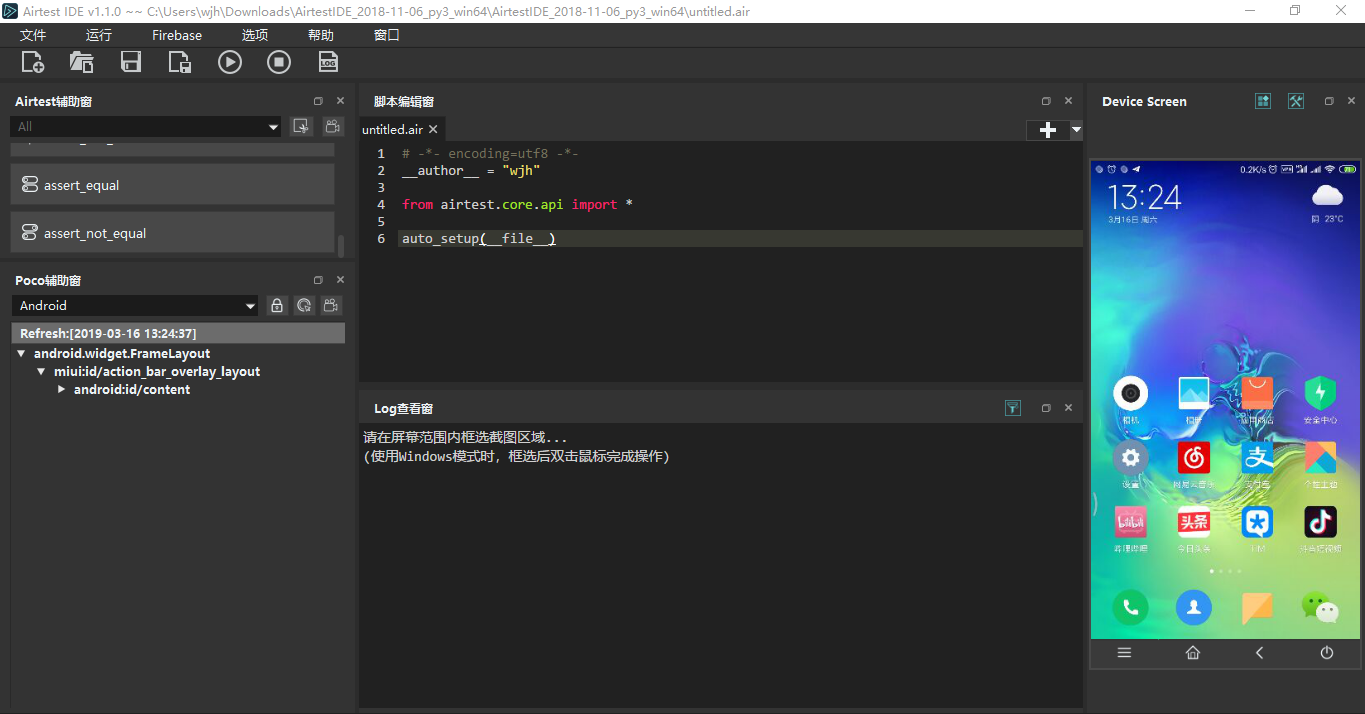 Airtest IDE v1.1.0 ~~ C:\Users\wjh\Downloads\AirtestIDE_2018-11-06_py3_win64\AirtestIDE_2018-11-06_py3_win64\untitled.air
文件 运行 Firebase 选项 帮助 窗口
LOG
Airtest辅助窗
All
assert_equal
assert_not_equal
Poco辅助窗
Android
Refresh:[2019-03-16 13:24:37]
android.widget.FrameLayout
miui:id/action_bar_overlay_layout
android:id/content
脚本编辑窗
untitled.air
1 # -*- encoding=utf8 -*-
2 __author__ = "wjh"
3
4 from airtest.core.api import *
5
6 auto_setup(__file__)
Log查看窗
请在屏幕范围内框选截图区域...
(使用Windows模式时，框选后双击鼠标完成操作)
Device Screen
0.2K/s
13:24
3月16日 周六
阴 23°C
相机 安全中心
设置 网易云音乐 支付宝 个性主题
bilibili 头条
哔哩哔哩 今日头条 TIM 抖音短视频